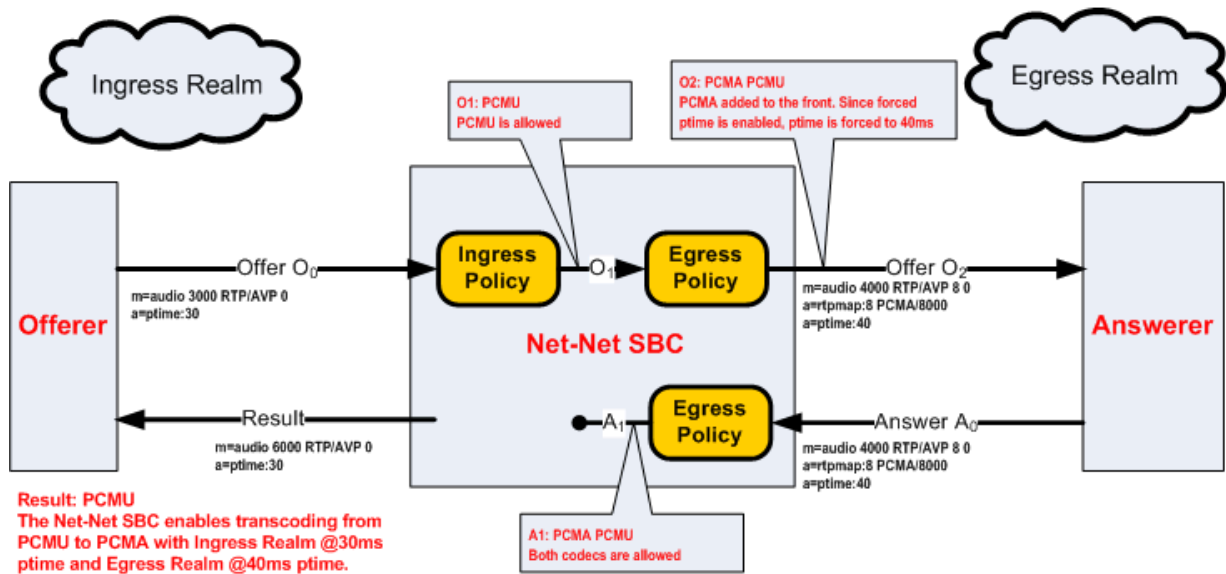 Ingress Realm
Egress Realm
O1: PCMU
PCMU is allowed
O2: PCMA PCMU
PCMA added to the front. Since forced
ptime is enabled, ptime is forced to 40ms
Offerer
Offer O0
m=audio 3000 RTP/AVP 0
a=ptime:30
Ingress
Policy
O1
Egress
Policy
Offer O2
m=audio 4000 RTP/AVP 8 0
a=rtpmap:8 PCMA/8000
a=ptime:40
Answerer
Net-Net SBC
Result
m=audio 6000 RTP/AVP 0
a=ptime:30
A1
Egress
Policy
Answer A0
m=audio 4000 RTP/AVP 8 0
a=rtpmap:8 PCMA/8000
a=ptime:40
Result: PCMU
The Net-Net SBC enables transcoding from
PCMU to PCMA with Ingress Realm @30ms
ptime and Egress Realm @40ms ptime.
A1: PCMA PCMU
Both codecs are allowed